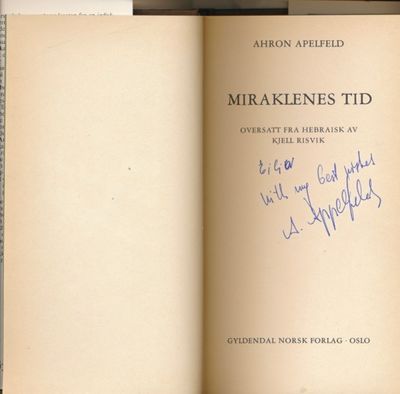 AHRON APELFELD
MIRAKLENES TID
OVERSATT FRA HEBRAISK AV
KJELL RISVIK
with my best wishes
A. Appelfeld
GYLDENDAL NORSK FORLAG · OSLO